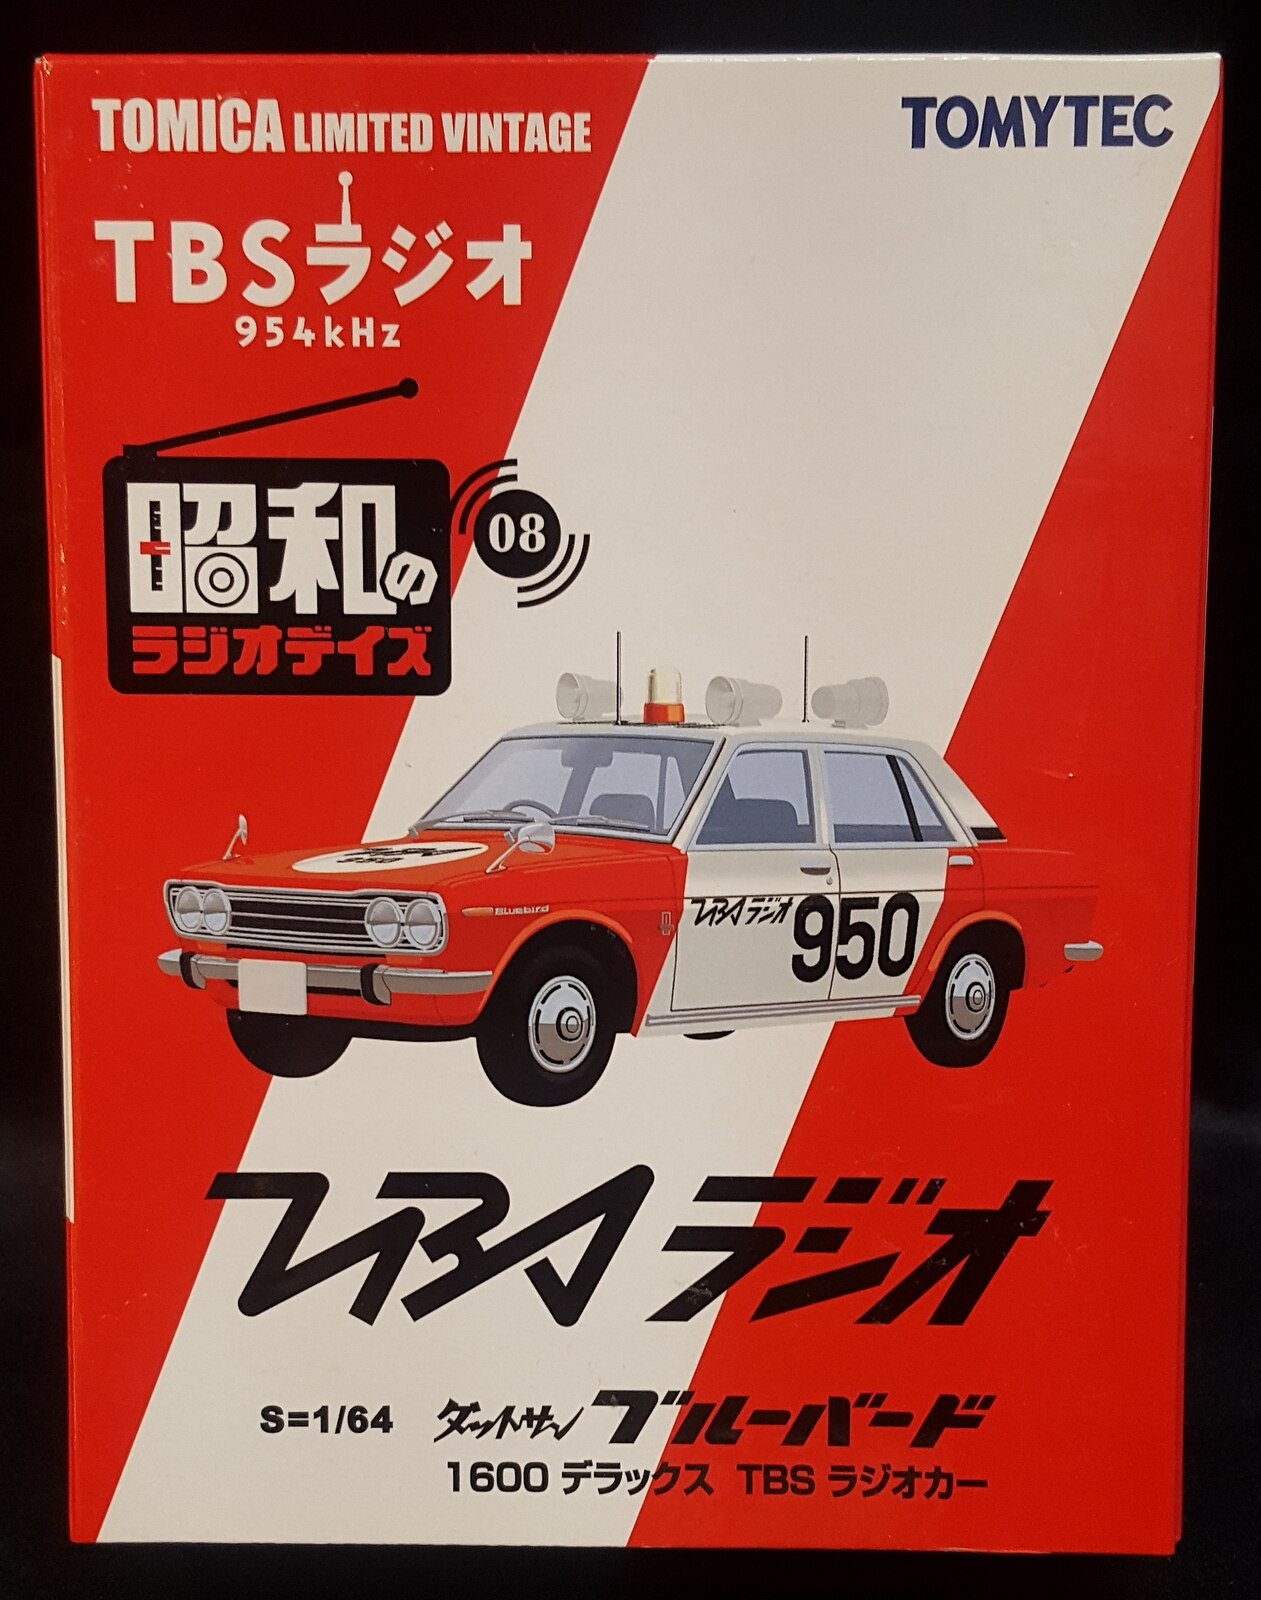 TOMICA LIMITED VINTAGE
TOMYTEC
TBSラジオ
954kHz
昭和の
ラジオデイズ
08
950
Bluebird
TBSラジオ 950
TBSラジオ
S=1/64 ダットサン ブルーバード
1600 デラックス TBS ラジオカー